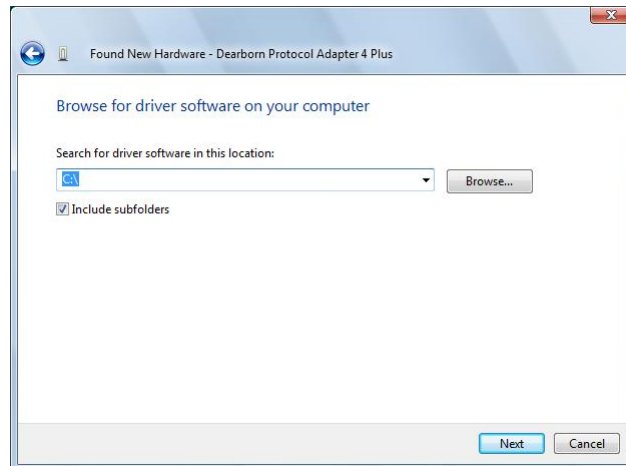 Found New Hardware - Dearborn Protocol Adapter 4 Plus
Browse for driver software on your computer
Search for driver software in this location:
C:\
Browse...
Include subfolders
Next
Cancel